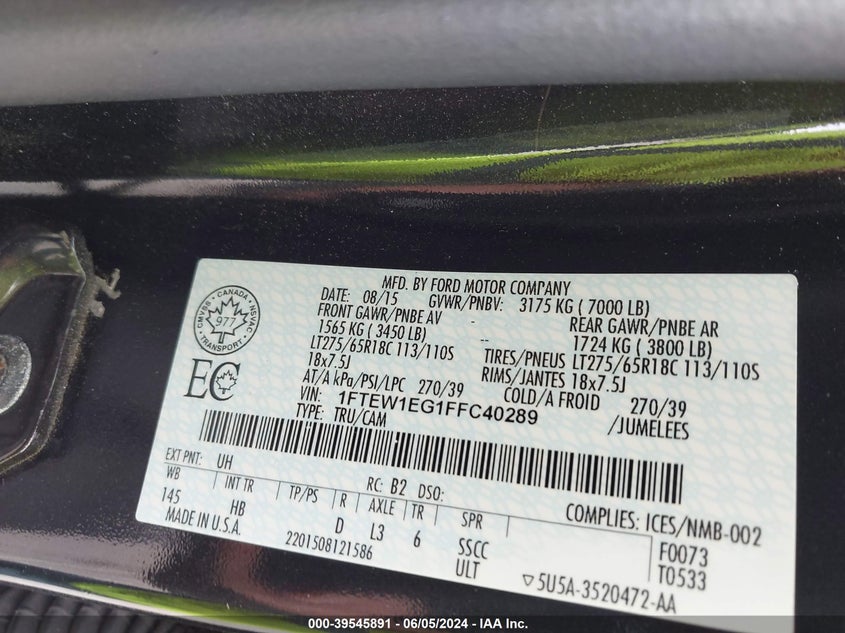 MFD. BY FORD MOTOR COMPANY
DATE: 08/15 GVWR/PNBV: 3175 KG ( 7000 LB)
FRONT GAWR/PNBE AV - REAR GAWR/PNBE AR
1565 KG ( 3450 LB) -- 1724 KG ( 3800 LB)
LT275/65R18C 113/110S TIRES/PNEUS LT275/65R18C 113/110S
18x7.5J RIMS/JANTES 18x7.5J
AT/A kPa/PSI/LPC 270/39 COLD/A FROID 270/39
VIN: 1FTEW1EG1FFC40289 /JUMELEES
TYPE: TRU/CAM
CANADA
CMVSS NSVAC
977
TRANSPORT
EC
EXT PNT: UH RC: B2 DSO:
WB INT TR TP/PS R AXLE TR SPR COMPLIES: ICES/NMB-002
145 HB D L3 6 SSCC F0073
MADE IN U.S.A. 2201508121586 ULT T0533
▽5U5A-3520472-AA
000-39545891 - 06/05/2024 - IAA Inc.